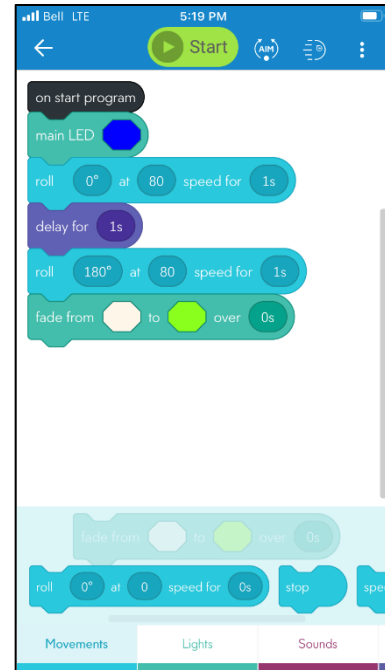 Bell LTE 5:19 PM
Start AIM
on start program
main LED
roll 0° at 80 speed for 1s
delay for 1s
roll 180° at 80 speed for 1s
fade from to over 0s
fade from to over 0s
roll 0° at 0 speed for 0s stop spe
Movements Lights Sounds